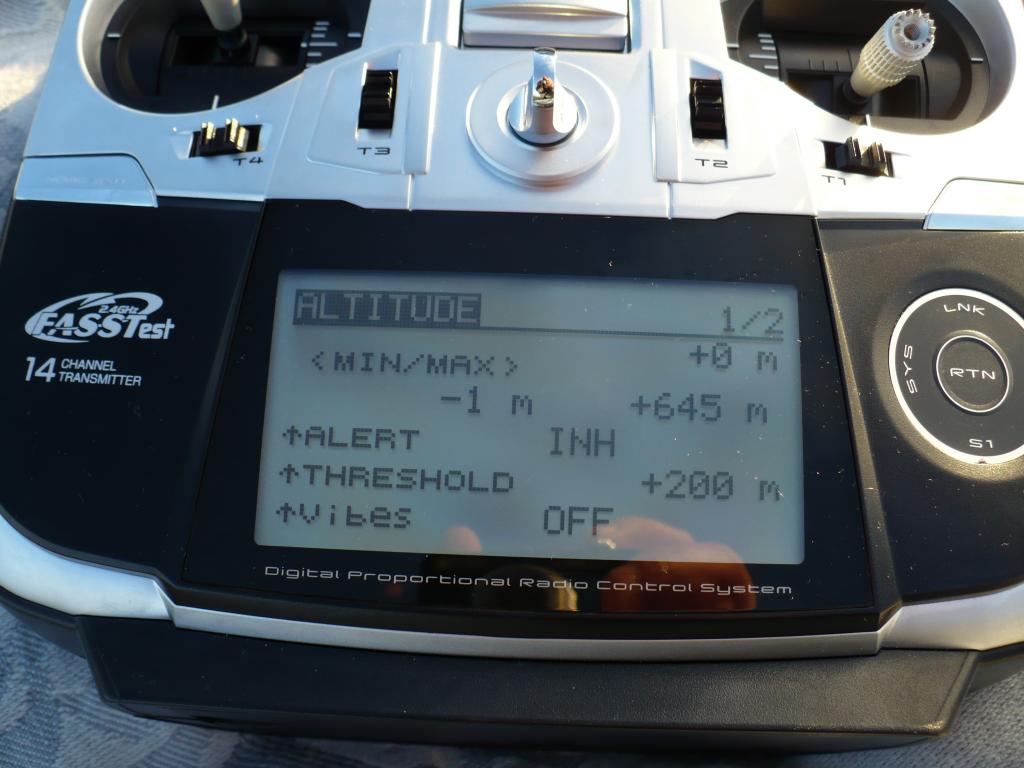 T4
T3
T2
T1
ALTITUDE 1/2
<MIN/MAX> +0 m
-1 m +645 m
↑ALERT INH
↑THRESHOLD +200 m
↑Vibes OFF
Digital Proportional Radio Control System
2.4GHz
FASSTest
14 CHANNEL
TRANSMITTER
LNK
SYS
RTN
S1